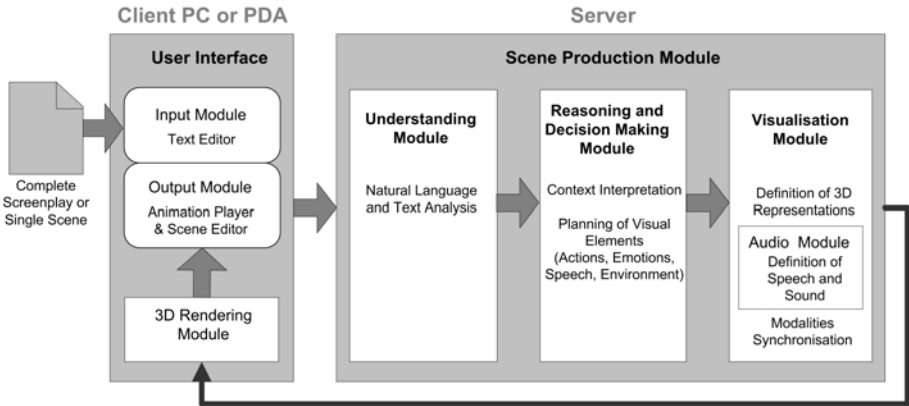 Client PC or PDA
Server
User Interface
Scene Production Module
Complete
Screenplay or
Single Scene
Input Module
Text Editor
Output Module
Animation Player
& Scene Editor
3D Rendering
Module
Understanding
Module
Natural Language
and Text Analysis
Reasoning and
Decision Making
Module
Context Interpretation
Planning of Visual
Elements
(Actions, Emotions,
Speech, Environment)
Visualisation
Module
Definition of 3D
Representations
Audio Module
Definition of
Speech and
Sound
Modalities
Synchronisation